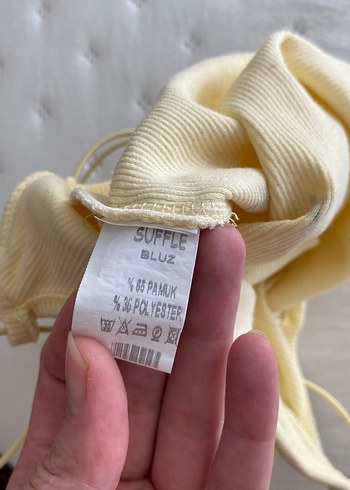 SUFFLE
BLUZ
% 65 PAMUK
% 35 POLYESTER